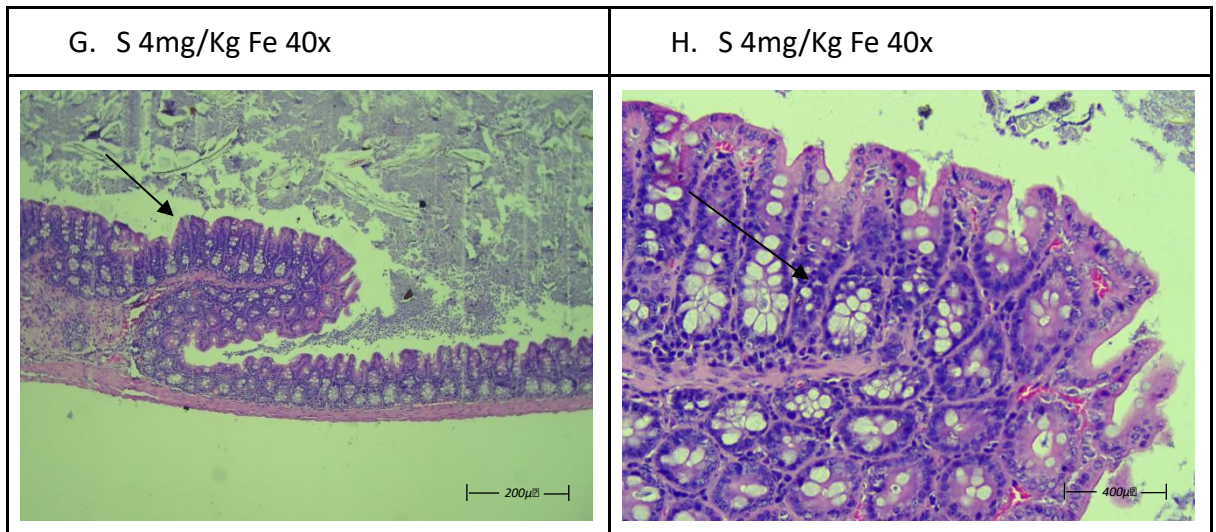 G. S 4mg/Kg Fe 40x
H. S 4mg/Kg Fe 40x
200µ⍰
400µ⍰